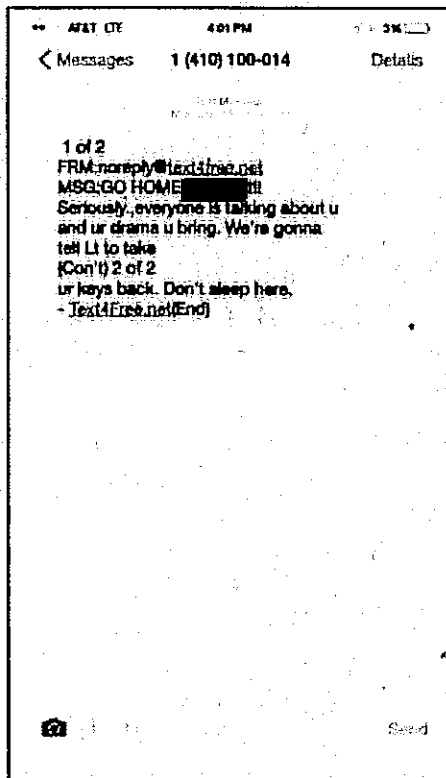 AT&T LTE 4:01 PM
Messages 1 (410) 100-014 Details
1 of 2
FRM:noreply@text4free.net
MSG:GO HOME !!!
Seriously, everyone is talking about u
and ur drama u bring. We're gonna
tell Lt to take
(Con't) 2 of 2
ur keys back. Don't sleep here.
- Text4Free.net(End)
Send